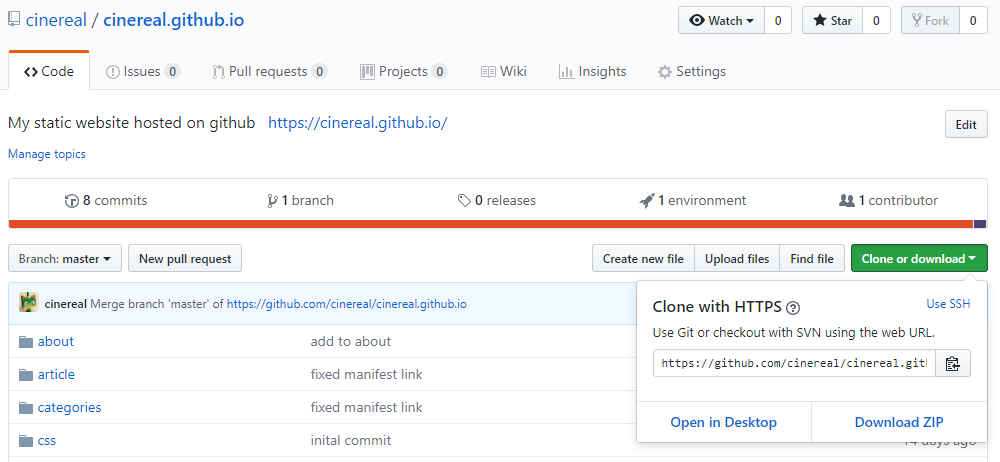 cinereal / cinereal.github.io
Watch 0 Star 0 Fork 0
Code Issues 0 Pull requests 0 Projects 0 Wiki Insights Settings
My static website hosted on github https://cinereal.github.io/
Edit
Manage topics
8 commits 1 branch 0 releases 1 environment 1 contributor
Branch: master New pull request Create new file Upload files Find file Clone or download
cinereal Merge branch 'master' of https://github.com/cinereal/cinereal.github.io
Clone with HTTPS ? Use SSH
Use Git or checkout with SVN using the web URL.
https://github.com/cinereal/cinereal.git
Open in Desktop Download ZIP
about add to about
article fixed manifest link
categories fixed manifest link
css inital commit
14 days ago